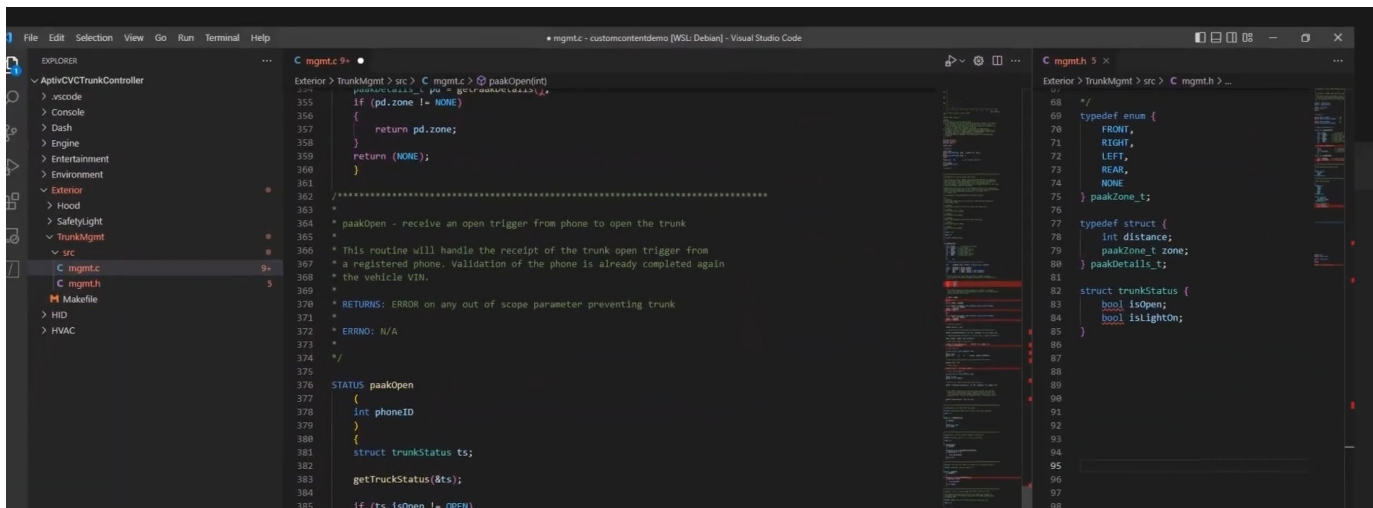 File Edit Selection View Go Run Terminal Help
● mgmt.c - customcontentdemo [WSL: Debian] - Visual Studio Code
EXPLORER
AptivCVCTrunkController
.vscode
Console
Dash
Engine
Entertainment
Environment
Exterior
Hood
SafetyLight
TrunkMgmt
src
C mgmt.c 9+
C mgmt.h 5
M Makefile
HID
HVAC
C mgmt.c 9+ ●
Exterior > TrunkMgmt > src > C mgmt.c > paakOpen(int)
354 paakDetails_t pd = getPaakDetails();
355 if (pd.zone != NONE)
356 {
357 return pd.zone;
358 }
359 return (NONE);
360 }
361
362 /*******************************************************************************
363 *
364 * paakOpen - receive an open trigger from phone to open the trunk
365 *
366 * This routine will handle the receipt of the trunk open trigger from
367 * a registered phone. Validation of the phone is already completed again
368 * the vehicle VIN.
369 *
370 * RETURNS: ERROR on any out of scope parameter preventing trunk
371 *
372 * ERRNO: N/A
373 *
374 */
375
376 STATUS paakOpen
377 (
378 int phoneID
379 )
380 {
381 struct trunkStatus ts;
382
383 getTruckStatus(&ts);
384
385 if (ts.isOpen != OPEN)
C mgmt.h 5 ×
Exterior > TrunkMgmt > src > C mgmt.h > ...
67
68 */
69 typedef enum {
70 FRONT,
71 RIGHT,
72 LEFT,
73 REAR,
74 NONE
75 } paakZone_t;
76
77 typedef struct {
78 int distance;
79 paakZone_t zone;
80 } paakDetails_t;
81
82 struct trunkStatus {
83 bool isOpen;
84 bool isLightOn;
85 }
86
87
88
89
90
91
92
93
94
95
96
97
98